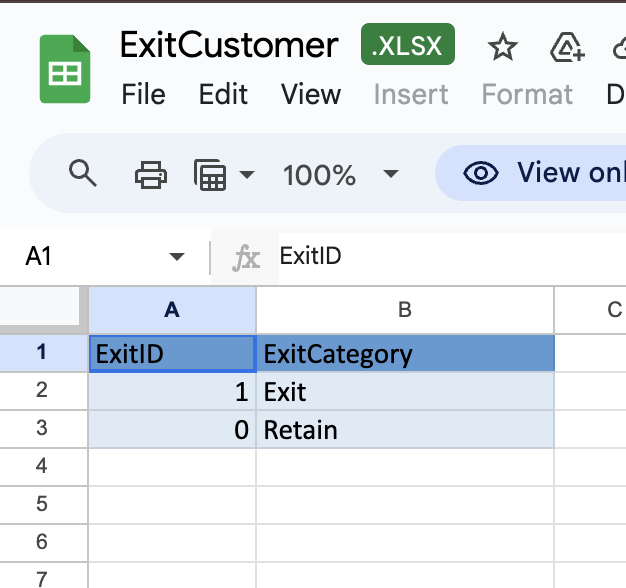 ExitCustomer .XLSX
File Edit View Insert Format D
100% View onl
A1 fx ExitID
A B C
1 ExitID ExitCategory
2 1 Exit
3 0 Retain
4
5
6
7